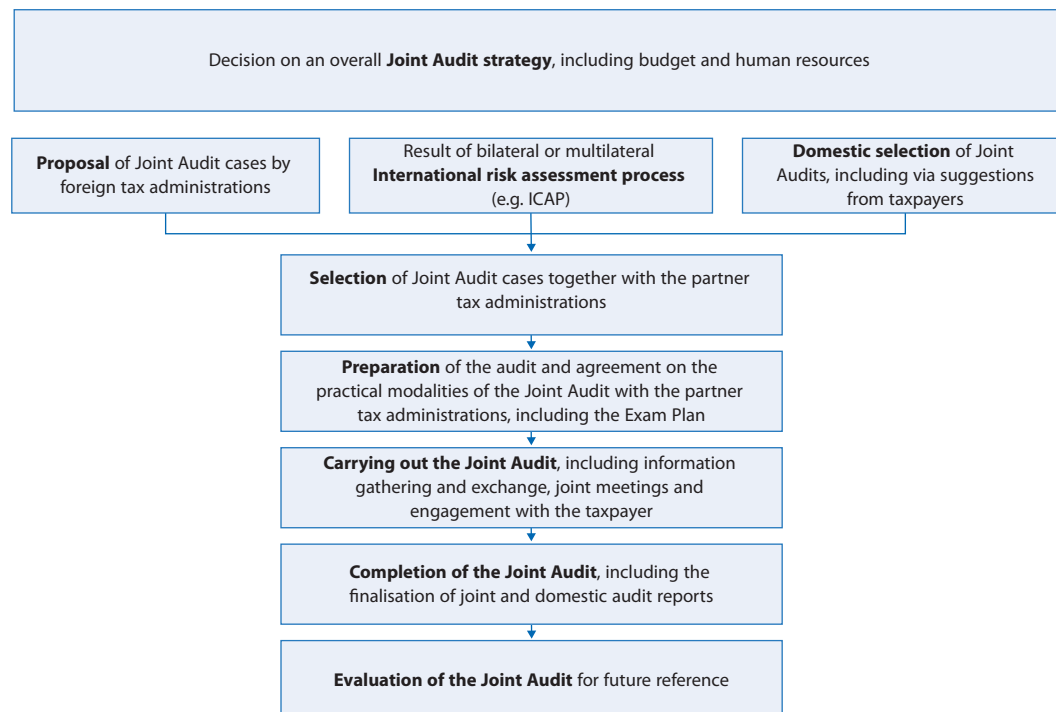 Decision on an overall Joint Audit strategy, including budget and human resources
Proposal of Joint Audit cases by
foreign tax administrations
Result of bilateral or multilateral
International risk assessment process
(e.g. ICAP)
Domestic selection of Joint
Audits, including via suggestions
from taxpayers
Selection of Joint Audit cases together with the partner
tax administrations
Preparation of the audit and agreement on the
practical modalities of the Joint Audit with the partner
tax administrations, including the Exam Plan
Carrying out the Joint Audit, including information
gathering and exchange, joint meetings and
engagement with the taxpayer
Completion of the Joint Audit, including the
finalisation of joint and domestic audit reports
Evaluation of the Joint Audit for future reference